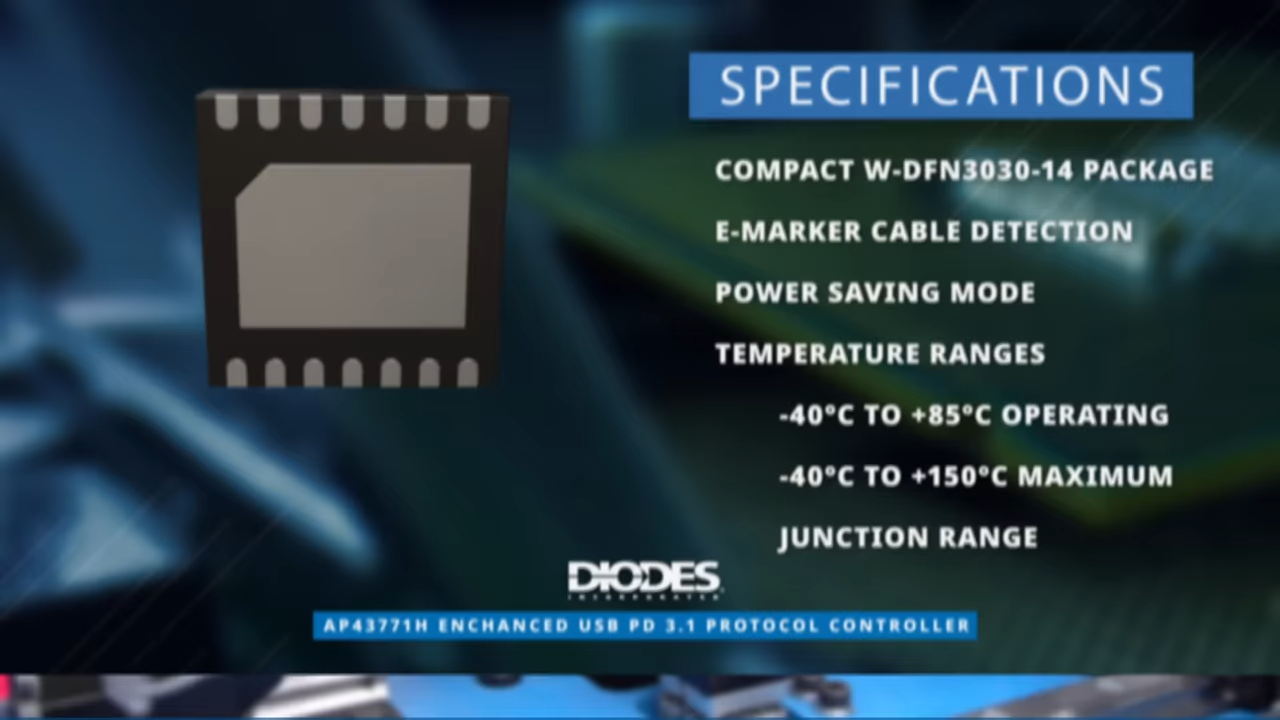 SPECIFICATIONS
COMPACT W-DFN3030-14 PACKAGE
E-MARKER CABLE DETECTION
POWER SAVING MODE
TEMPERATURE RANGES
-40°C TO +85°C OPERATING
-40°C TO +150°C MAXIMUM
JUNCTION RANGE
DIODES
INCORPORATED
AP43771H ENCHANCED USB PD 3.1 PROTOCOL CONTROLLER